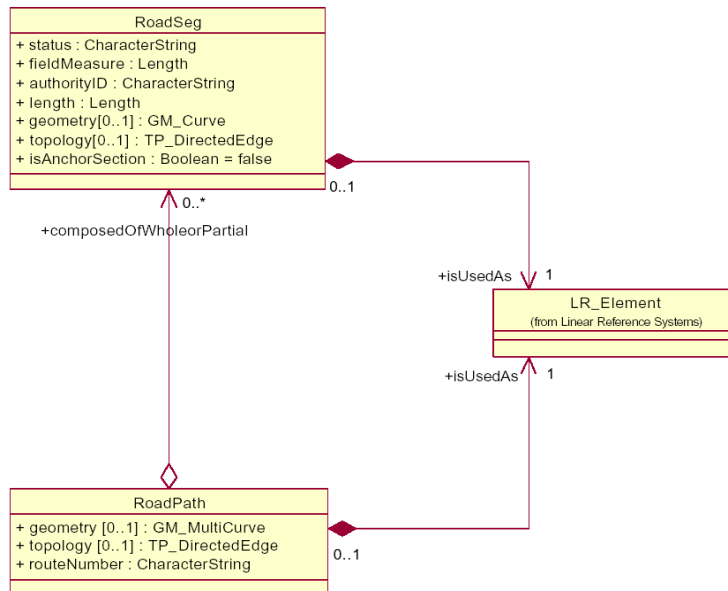 RoadSeg
+ status : CharacterString
+ fieldMeasure : Length
+ authorityID : CharacterString
+ length : Length
+ geometry[0..1] : GM_Curve
+ topology[0..1] : TP_DirectedEdge
+ isAnchorSection : Boolean = false
0..1
0..*
+composedOfWholeorPartial
+isUsedAs
1
LR_Element
(from Linear Reference Systems)
+isUsedAs
1
RoadPath
+ geometry [0..1] : GM_MultiCurve
+ topology [0..1] : TP_DirectedEdge
+ routeNumber : CharacterString
0..1